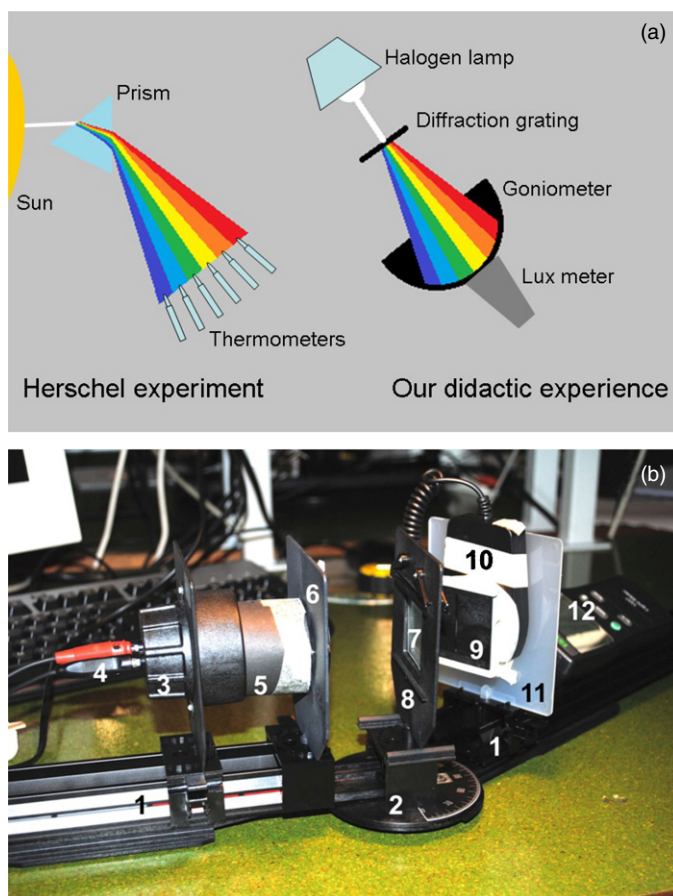 (a)
Halogen lamp
Prism
Diffraction grating
Goniometer
Sun
Lux meter
Thermometers
Herschel experiment
Our didactic experience
(b)
6
10
12
7
9
4
3
5
11
8
1
1
2